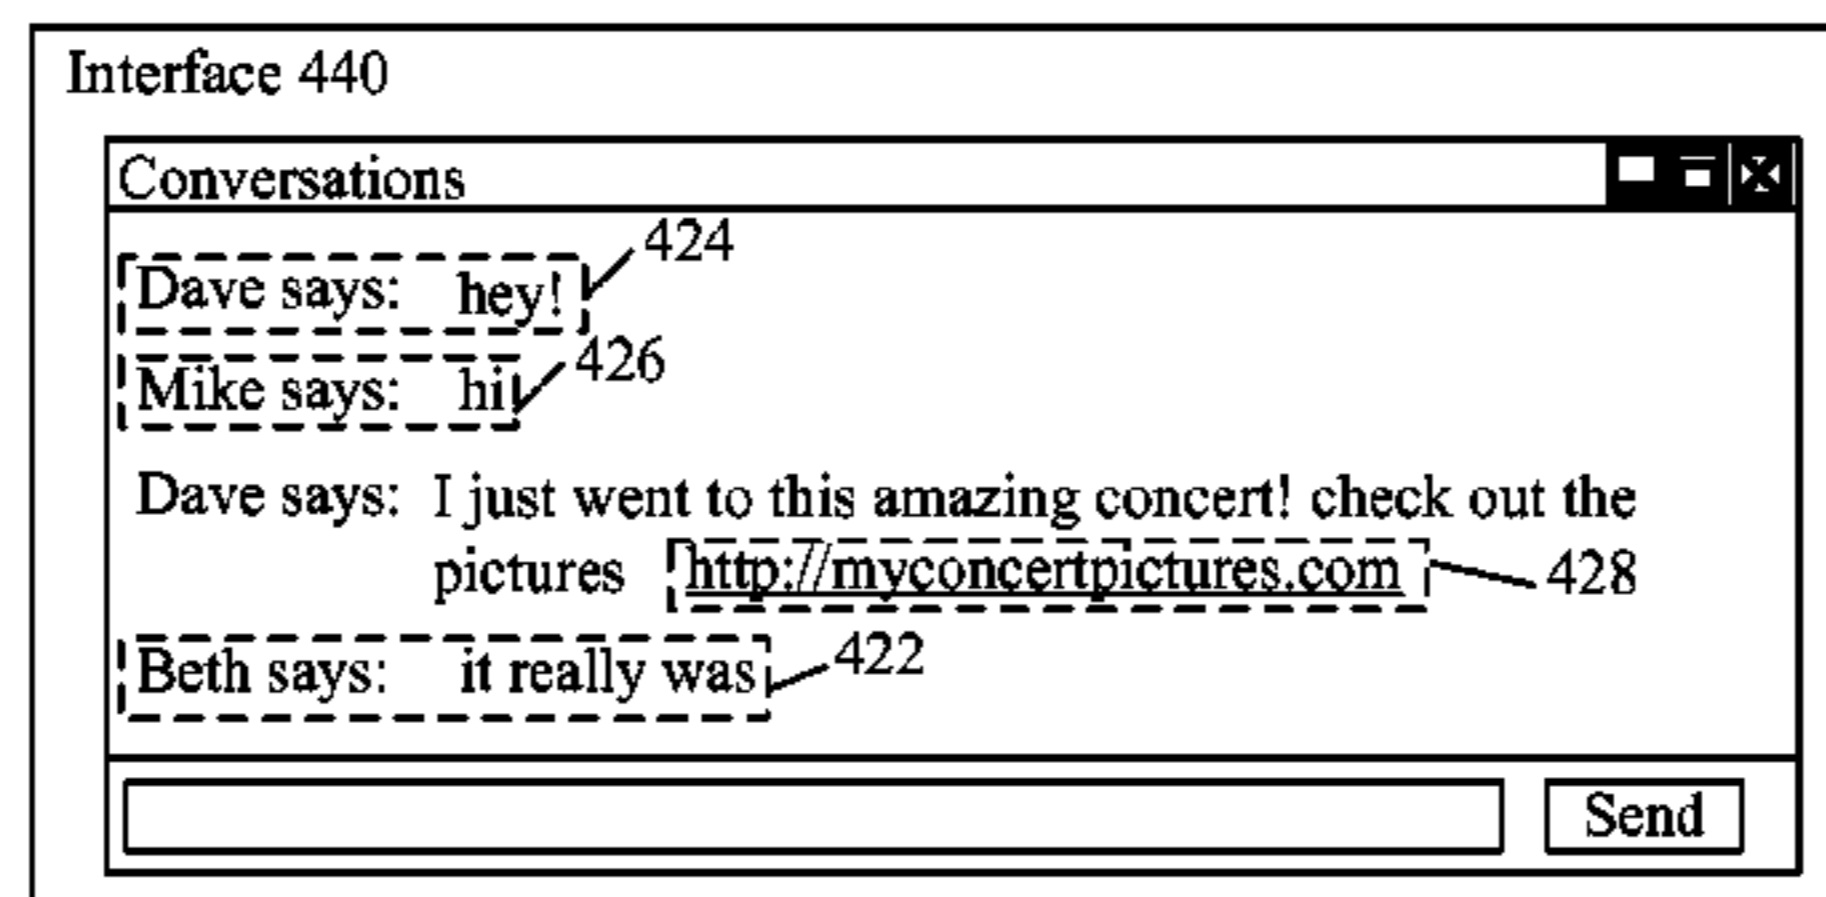 Interface 440
Conversations
424
Dave says: hey!
426
Mike says: hi
Dave says: I just went to this amazing concert! check out the
pictures http://myconcertpictures.com 428
Beth says: it really was 422
Send